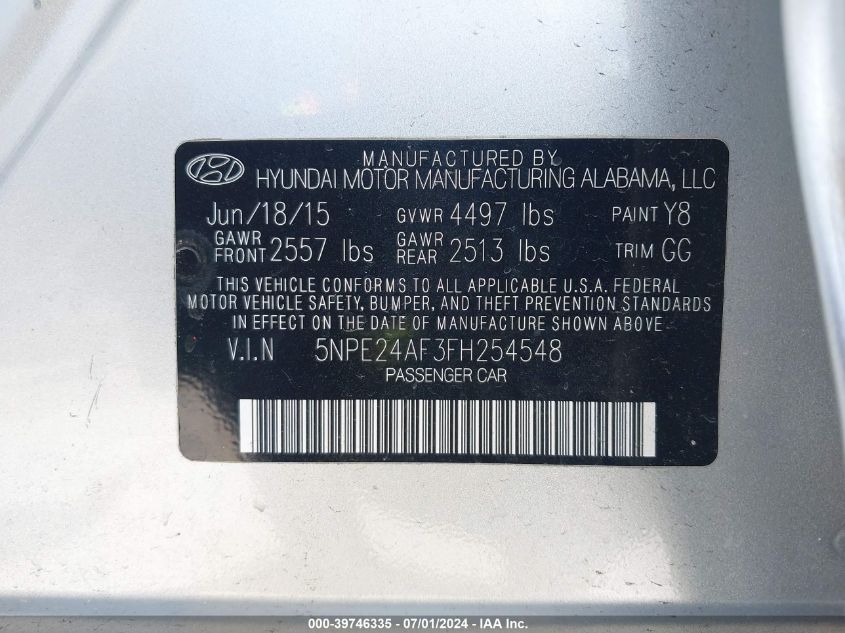 MANUFACTURED BY
HYUNDAI MOTOR MANUFACTURING ALABAMA, LLC
Jun/18/15 GVWR 4497 lbs PAINT Y8
GAWR FRONT 2557 lbs GAWR REAR 2513 lbs TRIM GG
THIS VEHICLE CONFORMS TO ALL APPLICABLE U.S.A. FEDERAL
MOTOR VEHICLE SAFETY, BUMPER, AND THEFT PREVENTION STANDARDS
IN EFFECT ON THE DATE OF MANUFACTURE SHOWN ABOVE.
V.I.N 5NPE24AF3FH254548
PASSENGER CAR
000-39746335 - 07/01/2024 - IAA Inc.